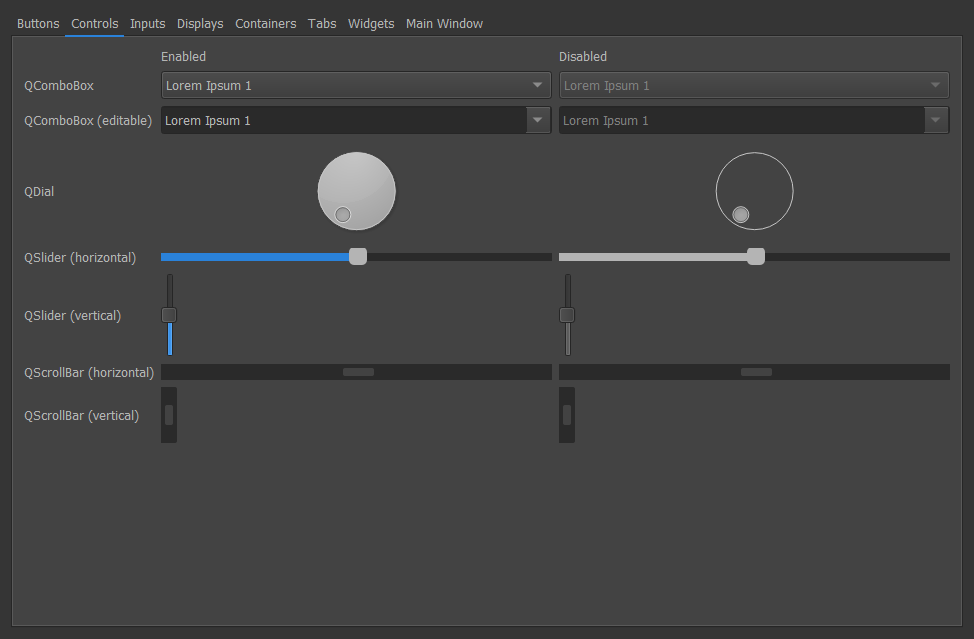 Buttons Controls Inputs Displays Containers Tabs Widgets Main Window
Enabled Disabled
QComboBox Lorem Ipsum 1 Lorem Ipsum 1
QComboBox (editable) Lorem Ipsum 1 Lorem Ipsum 1
QDial
QSlider (horizontal)
QSlider (vertical)
QScrollBar (horizontal)
QScrollBar (vertical)